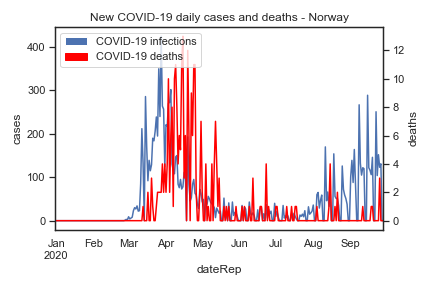 New COVID-19 daily cases and deaths - Norway
COVID-19 infections
COVID-19 deaths
400
300
200
100
0
cases
12
10
8
6
4
2
0
deaths
Jan Feb Mar Apr May Jun Jul Aug Sep
2020
dateRep